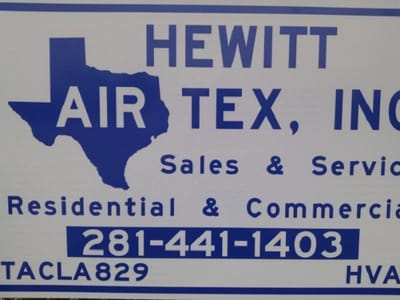 HEWITT
AIR TEX, INC
Sales & Servic
Residential & Commercia
281-441-1403
TACLA829 HVA